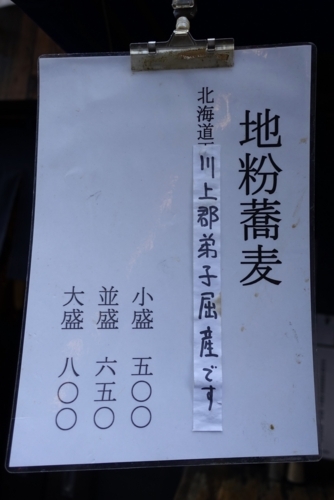 地粉蕎麦
北海道川上郡弟子屈産です
小盛 五〇〇
並盛 六五〇
大盛 八〇〇